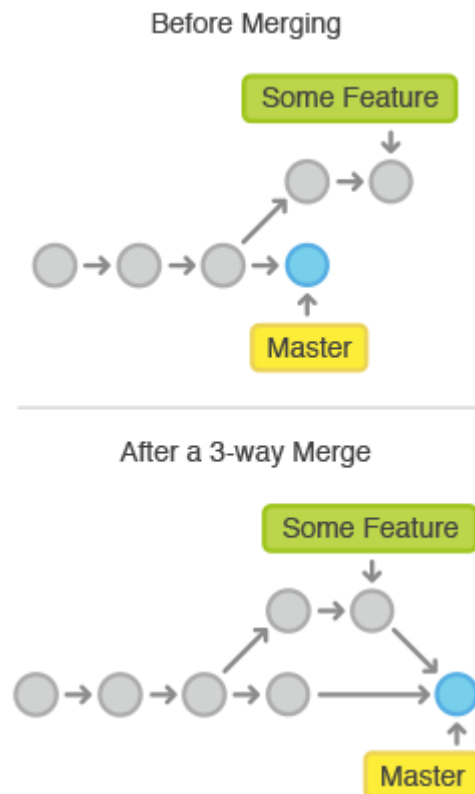 Before Merging
Some Feature
Master
After a 3-way Merge
Some Feature
Master